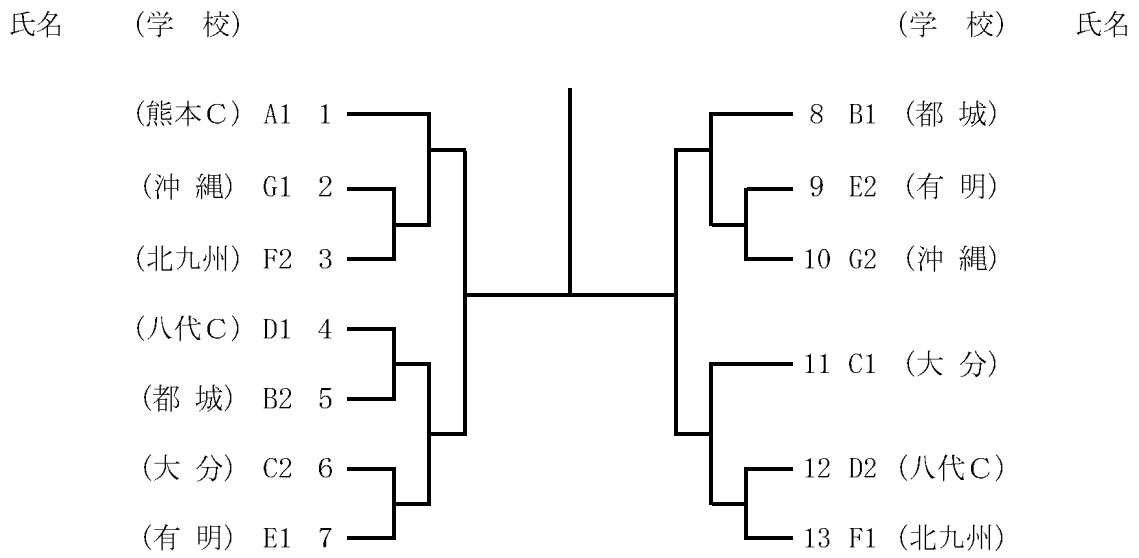 氏名 (学 校) (学 校) 氏名
(熊本C) A1 1 8 B1 (都 城)
(沖 縄) G1 2 9 E2 (有 明)
(北九州) F2 3 10 G2 (沖 縄)
(八代C) D1 4
11 C1 (大 分)
(都 城) B2 5
(大 分) C2 6 12 D2 (八代C)
(有 明) E1 7 13 F1 (北九州)